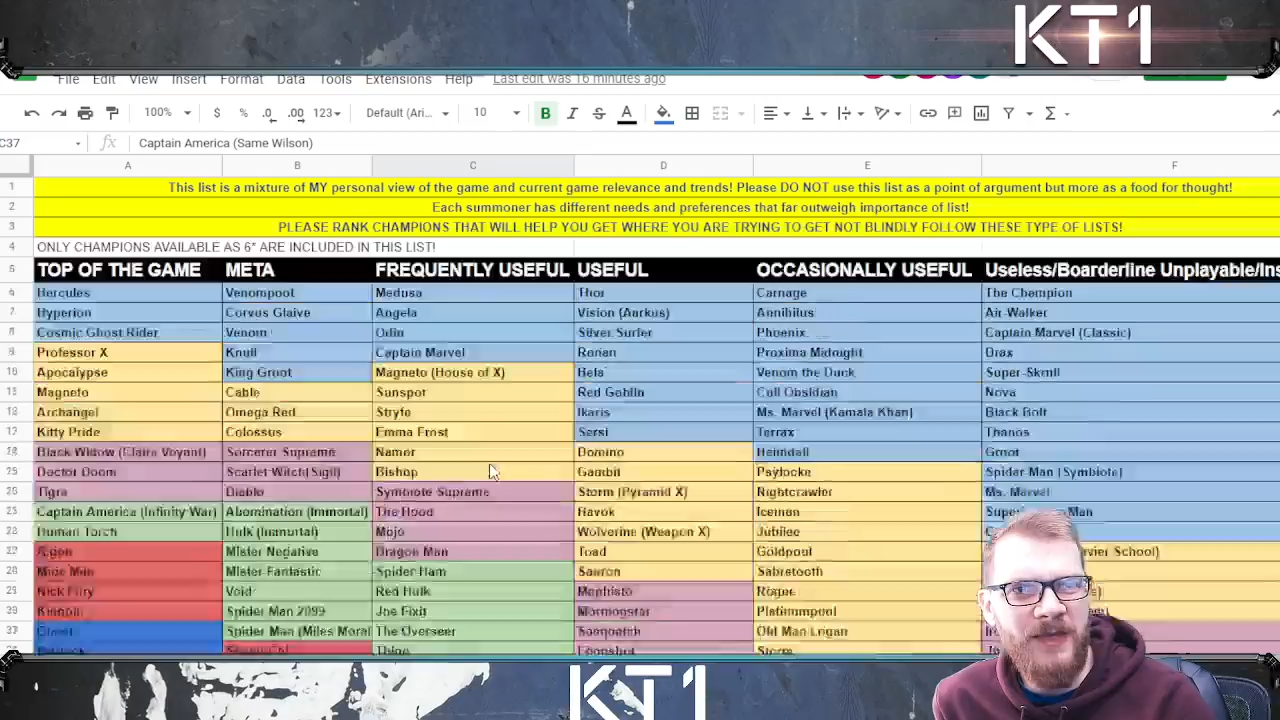 KT1
File Edit View Insert Format Data Tools Extensions Help Last edit was 16 minutes ago
100% $ % .0 .00 123 Default (Ari... 10 B I S A
C37 fx Captain America (Same Wilson)
A B C D E F
1 This list is a mixture of MY personal view of the game and current game relevance and trends! Please DO NOT use this list as a point of argument but more as a food for thought!
2 Each summoner has different needs and preferences that far outweigh importance of list!
3 PLEASE RANK CHAMPIONS THAT WILL HELP YOU GET WHERE YOU ARE TRYING TO GET NOT BLINDLY FOLLOW THESE TYPE OF LISTS!
4 ONLY CHAMPIONS AVAILABLE AS 6* ARE INCLUDED IN THIS LIST!
TOP OF THE GAME META FREQUENTLY USEFUL USEFUL OCCASIONALLY USEFUL Useless/Boarderline Unplayable/Ins
Hercules Venompool Medusa Thor Carnage The Champion
Hyperion Corvus Glaive Angela Vision (Aarkus) Annihilus Air-Walker
Cosmic Ghost Rider Venom Odin Silver Surfer Phoenix Captain Marvel (Classic)
Professor X Knull Captain Marvel Ronan Proxima Midnight Drax
Apocalypse King Groot Magneto (House of X) Hela Venom the Duck Super-Skrull
Magneto Cable Sunspot Red Goblin Cull Obsidian Nova
Archangel Omega Red Stryfe Ikaris Ms. Marvel (Kamala Khan) Black Bolt
Kitty Pride Colossus Emma Frost Sersi Terrax Thanos
Black Widow (Claire Voyant) Sorcerer Supreme Namor Domino Heimdall Groot
Doctor Doom Scarlet Witch(Sigil) Bishop Gambit Psylocke Spider Man (Symbiote)
Tigra Diablo Symbiote Supreme Storm (Pyramid X) Nightcrawler Ms. Marvel
Captain America (Infinity War) Abomination (Immortal) The Hood Havok Iceman Man
Human Torch Hulk (Immortal) Mojo Wolverine (Weapon X) Jubilee
Aegon Mister Negative Dragon Man Toad Goldpool School)
Mister Fantastic Spider Ham Sauron Sabretooth
Nick Fury Void Red Hulk Mephisto Rogue
Spider Man 2099 Joe Fixit Mormonstar Platinumpool
Ghost Spider Man (Miles Moral The Overseer Sasquatch Old Man Logan
Thing Longshot Storm
KT1